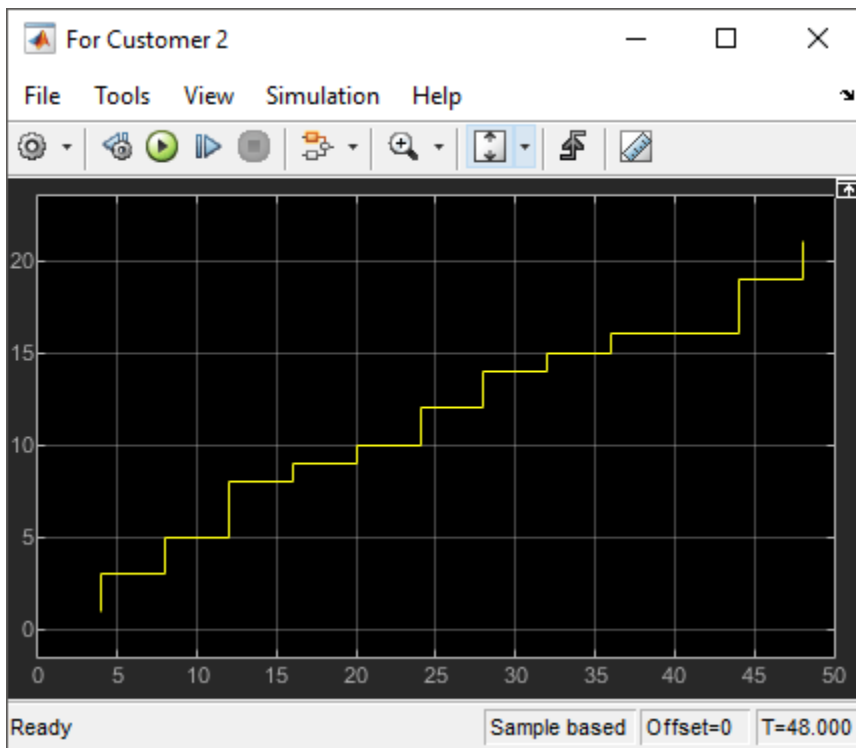 For Customer 2
File Tools View Simulation Help
20
15
10
5
0
0 5 10 15 20 25 30 35 40 45 50
Ready Sample based Offset=0 T=48.000